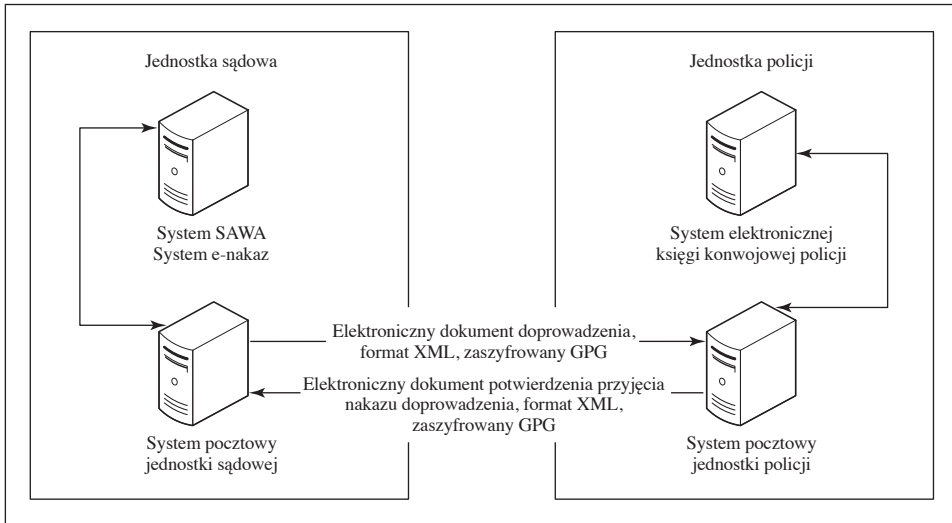 Jednostka sądowa
System SAWA
System e-nakaz
System pocztowy
jednostki sądowej
Elektroniczny dokument doprowadzenia,
format XML, zaszyfrowany GPG
Elektroniczny dokument potwierdzenia przyjęcia
nakazu doprowadzenia, format XML,
zaszyfrowany GPG
Jednostka policji
System elektronicznej
księgi konwojowej policji
System pocztowy
jednostki policji